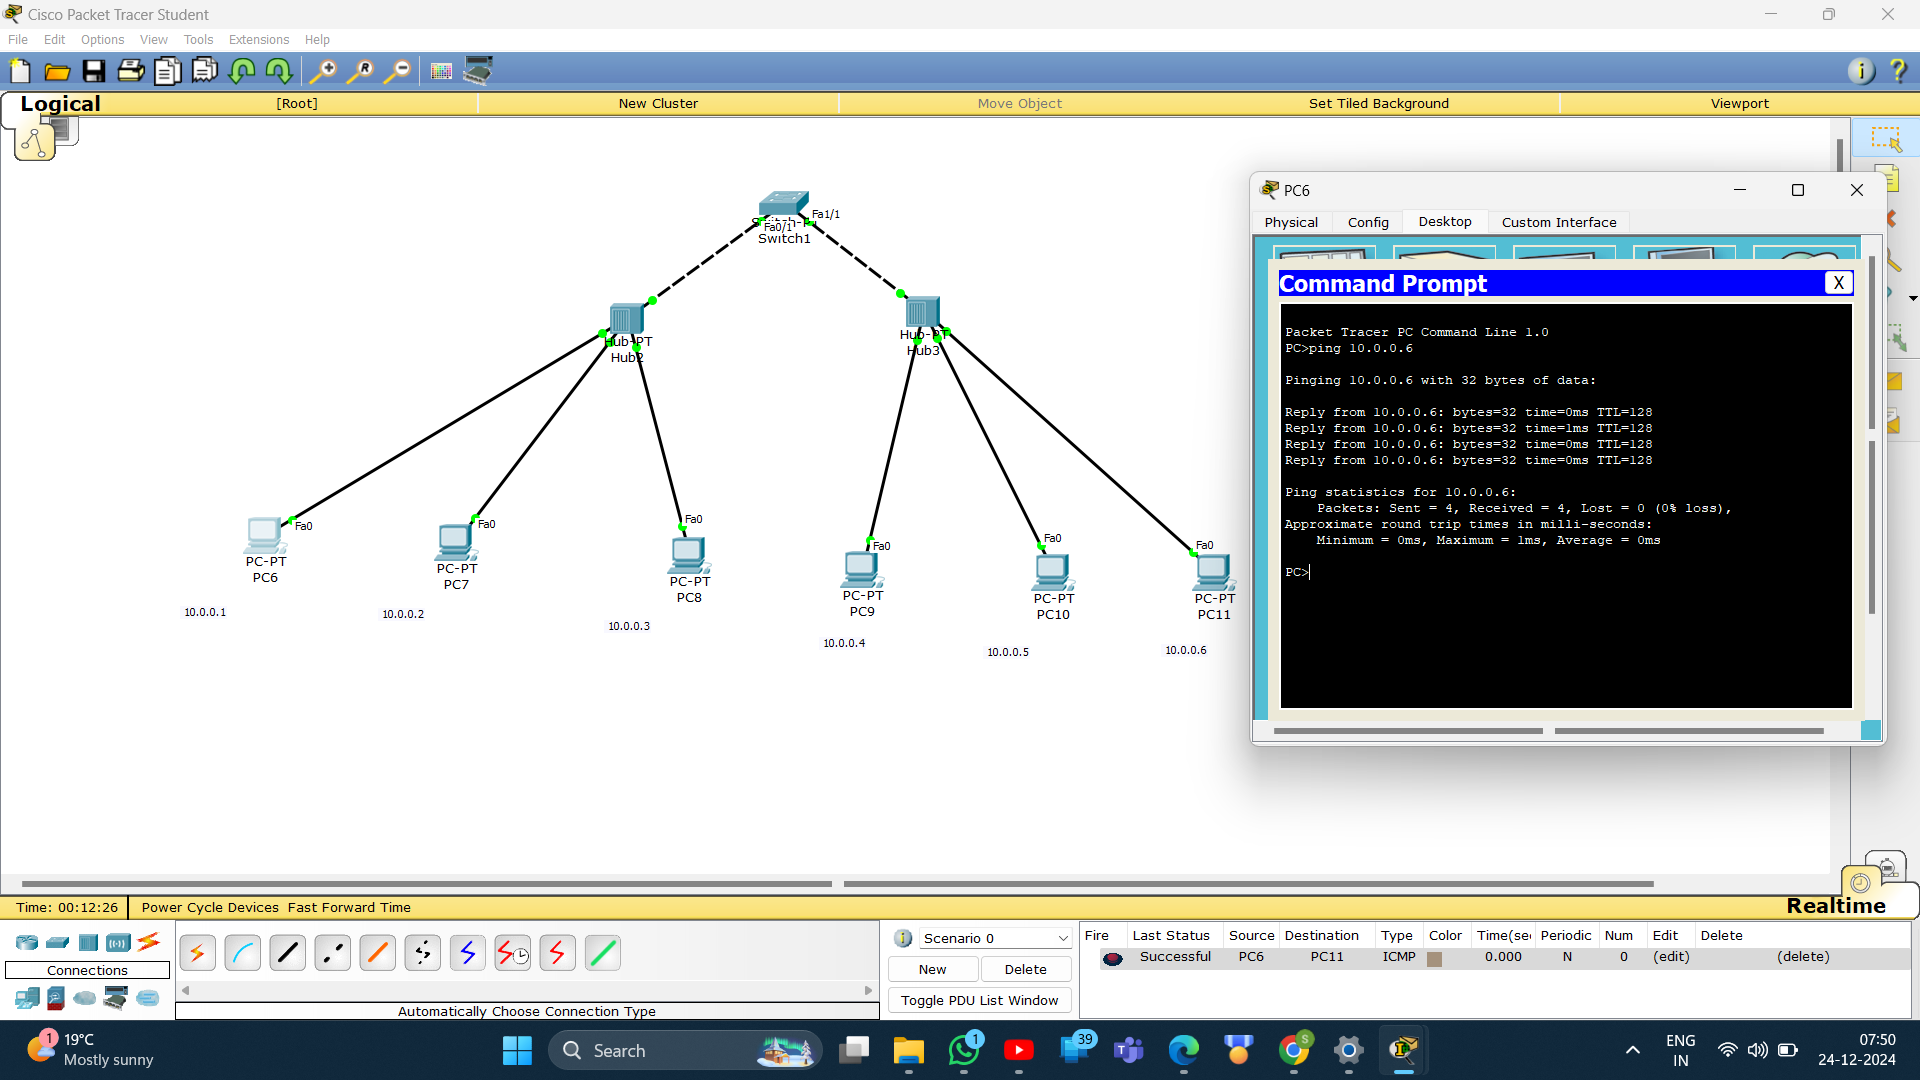 Cisco Packet Tracer Student
File Edit Options View Tools Extensions Help
Logical [Root] New Cluster Move Object Set Tiled Background Viewport
Fa1/1
Fa0/1
Switch1
Hub-PT
Hub2
Hub-PT
Hub3
Fa0
PC-PT
PC6
10.0.0.1
Fa0
PC-PT
PC7
10.0.0.2
Fa0
PC-PT
PC8
10.0.0.3
Fa0
PC-PT
PC9
10.0.0.4
Fa0
PC-PT
PC10
10.0.0.5
Fa0
PC-PT
PC11
10.0.0.6
PC6
Physical Config Desktop Custom Interface
Command Prompt X
Packet Tracer PC Command Line 1.0
PC>ping 10.0.0.6
Pinging 10.0.0.6 with 32 bytes of data:
Reply from 10.0.0.6: bytes=32 time=0ms TTL=128
Reply from 10.0.0.6: bytes=32 time=1ms TTL=128
Reply from 10.0.0.6: bytes=32 time=0ms TTL=128
Reply from 10.0.0.6: bytes=32 time=0ms TTL=128
Ping statistics for 10.0.0.6:
Packets: Sent = 4, Received = 4, Lost = 0 (0% loss),
Approximate round trip times in milli-seconds:
Minimum = 0ms, Maximum = 1ms, Average = 0ms
PC>
Time: 00:12:26 Power Cycle Devices Fast Forward Time
Realtime
Connections
Automatically Choose Connection Type
Scenario 0
New Delete
Toggle PDU List Window
Fire Last Status Source Destination Type Color Time(sec Periodic Num Edit Delete
Successful PC6 PC11 ICMP 0.000 N 0 (edit) (delete)
1
19°C
Mostly sunny
Search
1
39
S
ENG
IN
07:50
24-12-2024